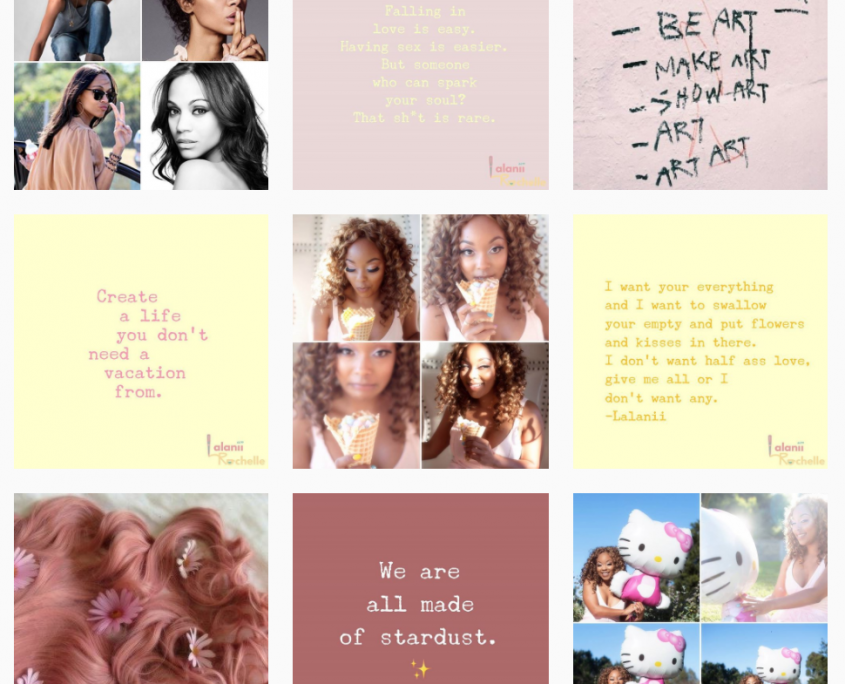 Falling in
love is easy.
Having sex is easier.
But someone
who can spark
your soul?
That sh*t is rare.
Lalanii
Rochelle
- BE ART
- MAKE ART
- SHOW ART
- ART
- ART ART
Create
a life
you don't
need a
vacation
from.
Lalanii
Rochelle
I want your everything
and I want to swallow
your empty and put flowers
and kisses in there.
I don't want half ass love,
give me all or I
don't want any.
-Lalanii
Lalanii
Rochelle
We are
all made
of stardust.